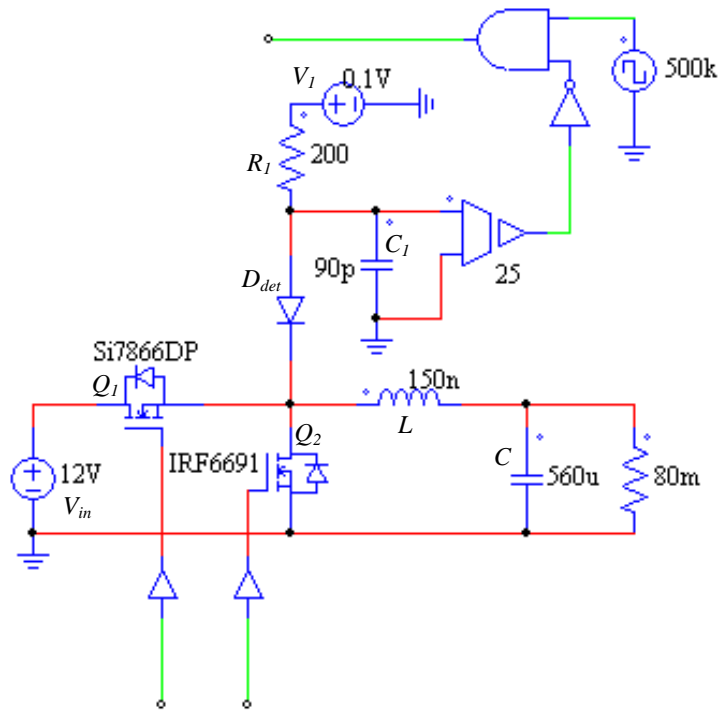 500k
V1 0.1V
R1 200
C1
90p
25
Ddet
Si7866DP
Q1
150n
L
Q2
IRF6691
12V
Vin
C 560u 80m